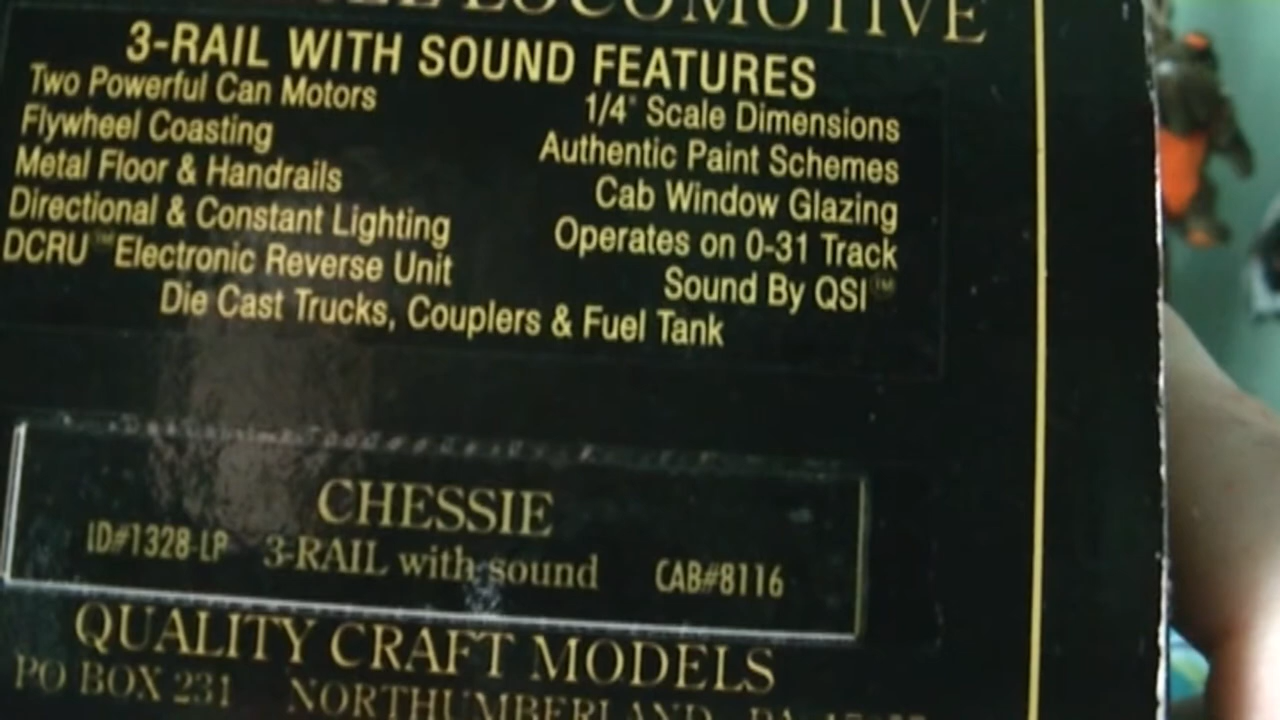 LOCOMOTIVE
3-RAIL WITH SOUND FEATURES
Two Powerful Can Motors
1/4" Scale Dimensions
Flywheel Coasting
Authentic Paint Schemes
Metal Floor & Handrails
Cab Window Glazing
Directional & Constant Lighting
Operates on 0-31 Track
DCRU™ Electronic Reverse Unit
Sound By QSI™
Die Cast Trucks, Couplers & Fuel Tank
CHESSIE
ID#1328-LP 3-RAIL with sound CAB#8116
QUALITY CRAFT MODELS
PO BOX 231 NORTHUMBERLAND PA